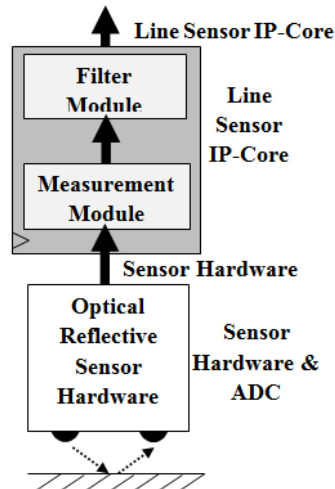 Line Sensor IP-Core
Filter
Module
Line
Sensor
IP-Core
Measurement
Module
Sensor Hardware
Optical
Reflective
Sensor
Hardware
Sensor
Hardware &
ADC